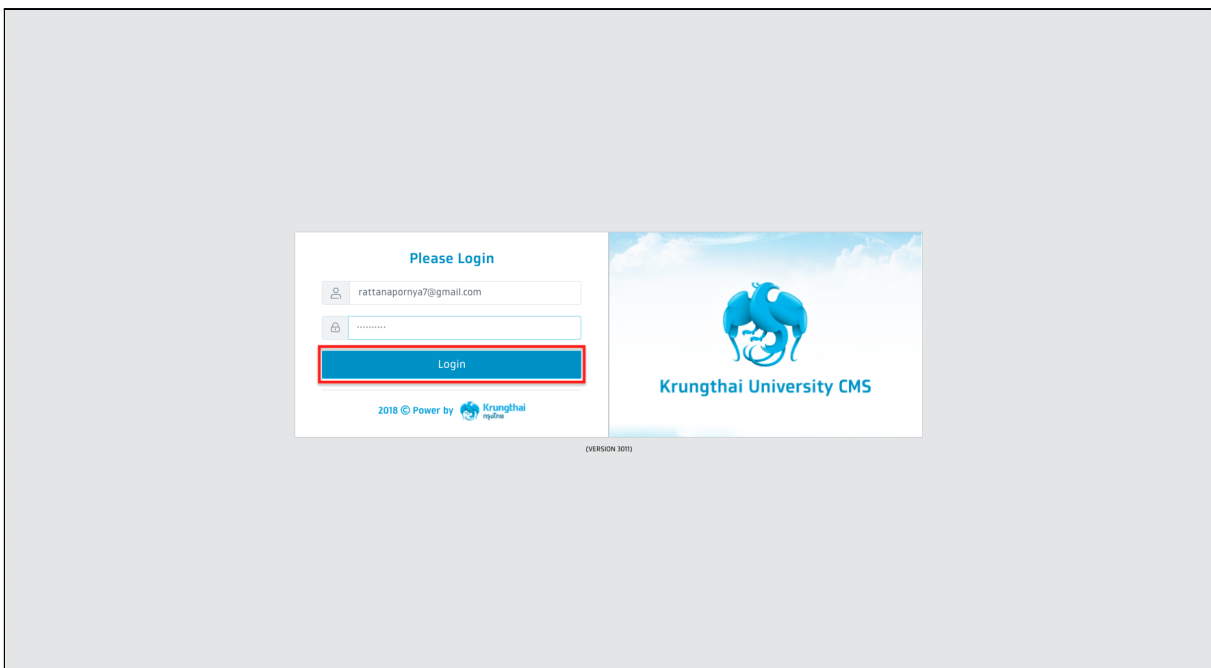 Please Login
rattanapornya7@gmail.com
..........
Login
2018 © Power by Krungthai
กรุงไทย
Krungthai University CMS
(VERSION 3011)